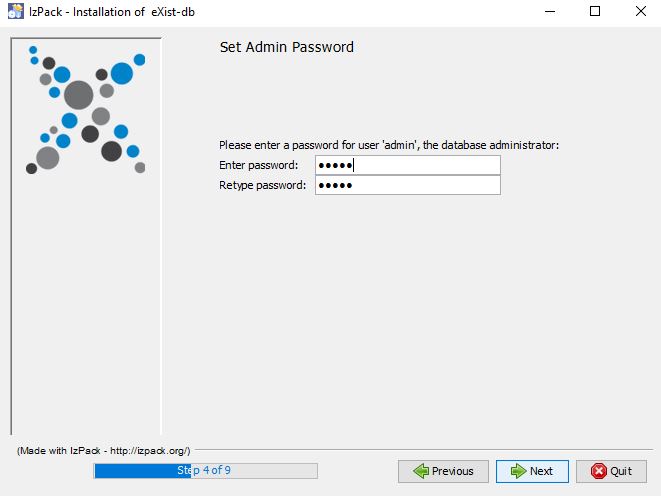 IzPack - Installation of eXist-db
Set Admin Password
Please enter a password for user 'admin', the database administrator:
Enter password: •••••
Retype password: •••••
(Made with IzPack - http://izpack.org/)
Step 4 of 9
Previous
Next
Quit